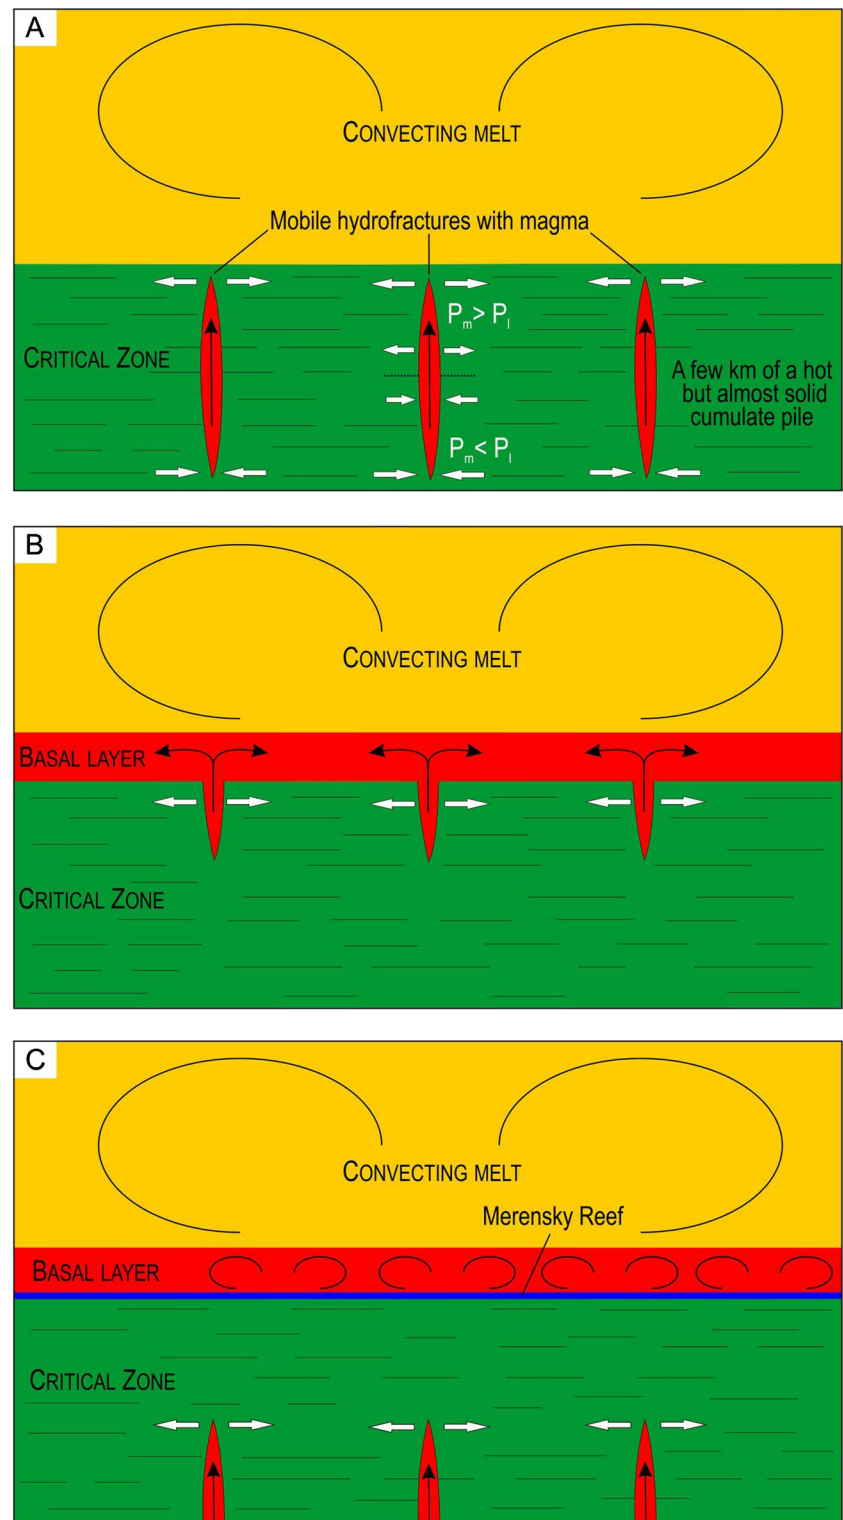 A
CONVECTING MELT
Mobile hydrofractures with magma
Pm> Pl
CRITICAL ZONE
A few km of a hot
but almost solid
cumulate pile
Pm< Pl
B
CONVECTING MELT
BASAL LAYER
CRITICAL ZONE
C
CONVECTING MELT
Merensky Reef
BASAL LAYER
CRITICAL ZONE